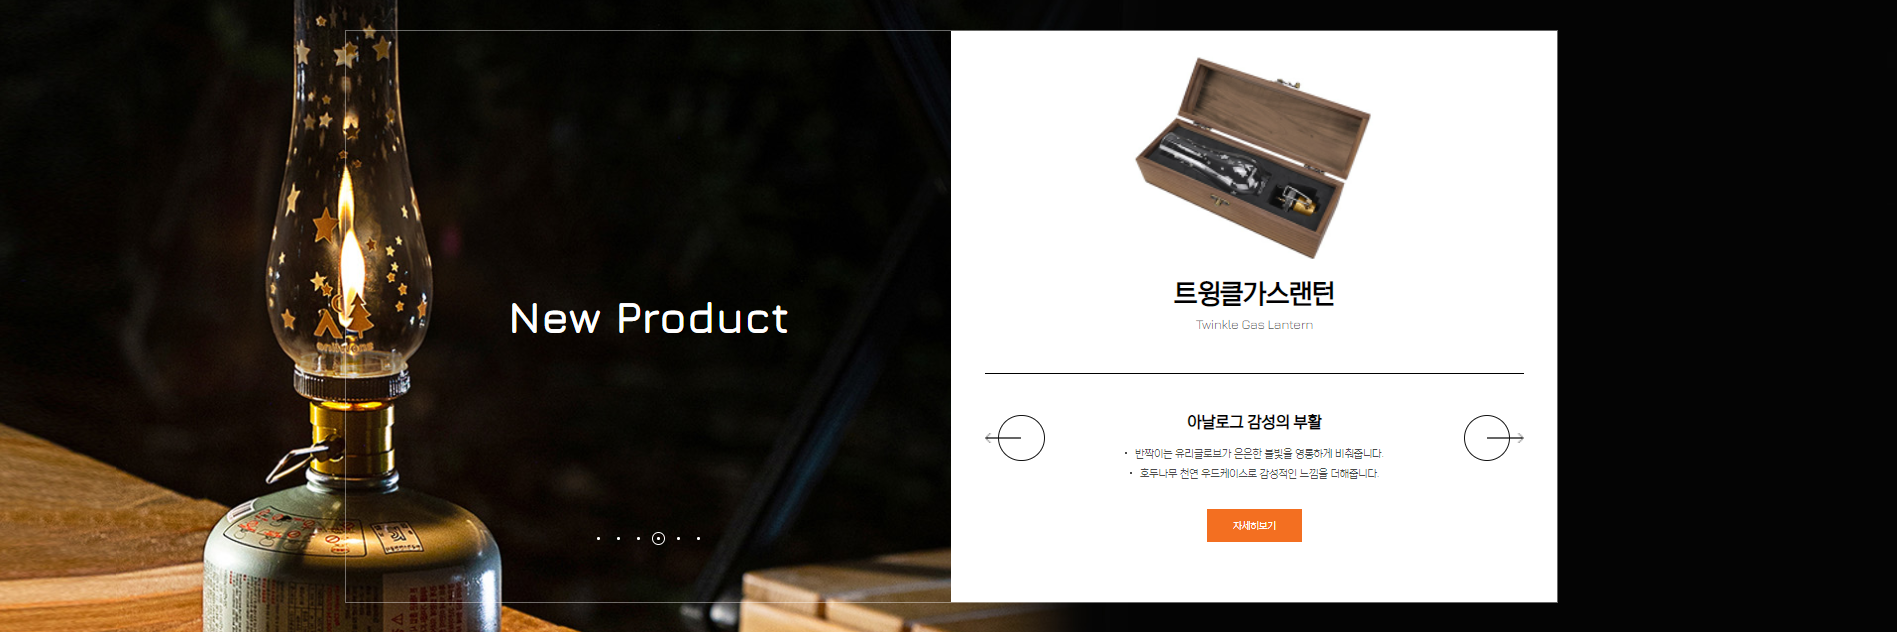 New Product
트윙클가스랜턴
Twinkle Gas Lantern
아날로그 감성의 부활
• 반짝이는 유리글로브가 은은한 불빛을 영롱하게 비춰줍니다.
• 호두나무 천연 우드케이스로 감성적인 느낌을 더해줍니다.
자세히보기